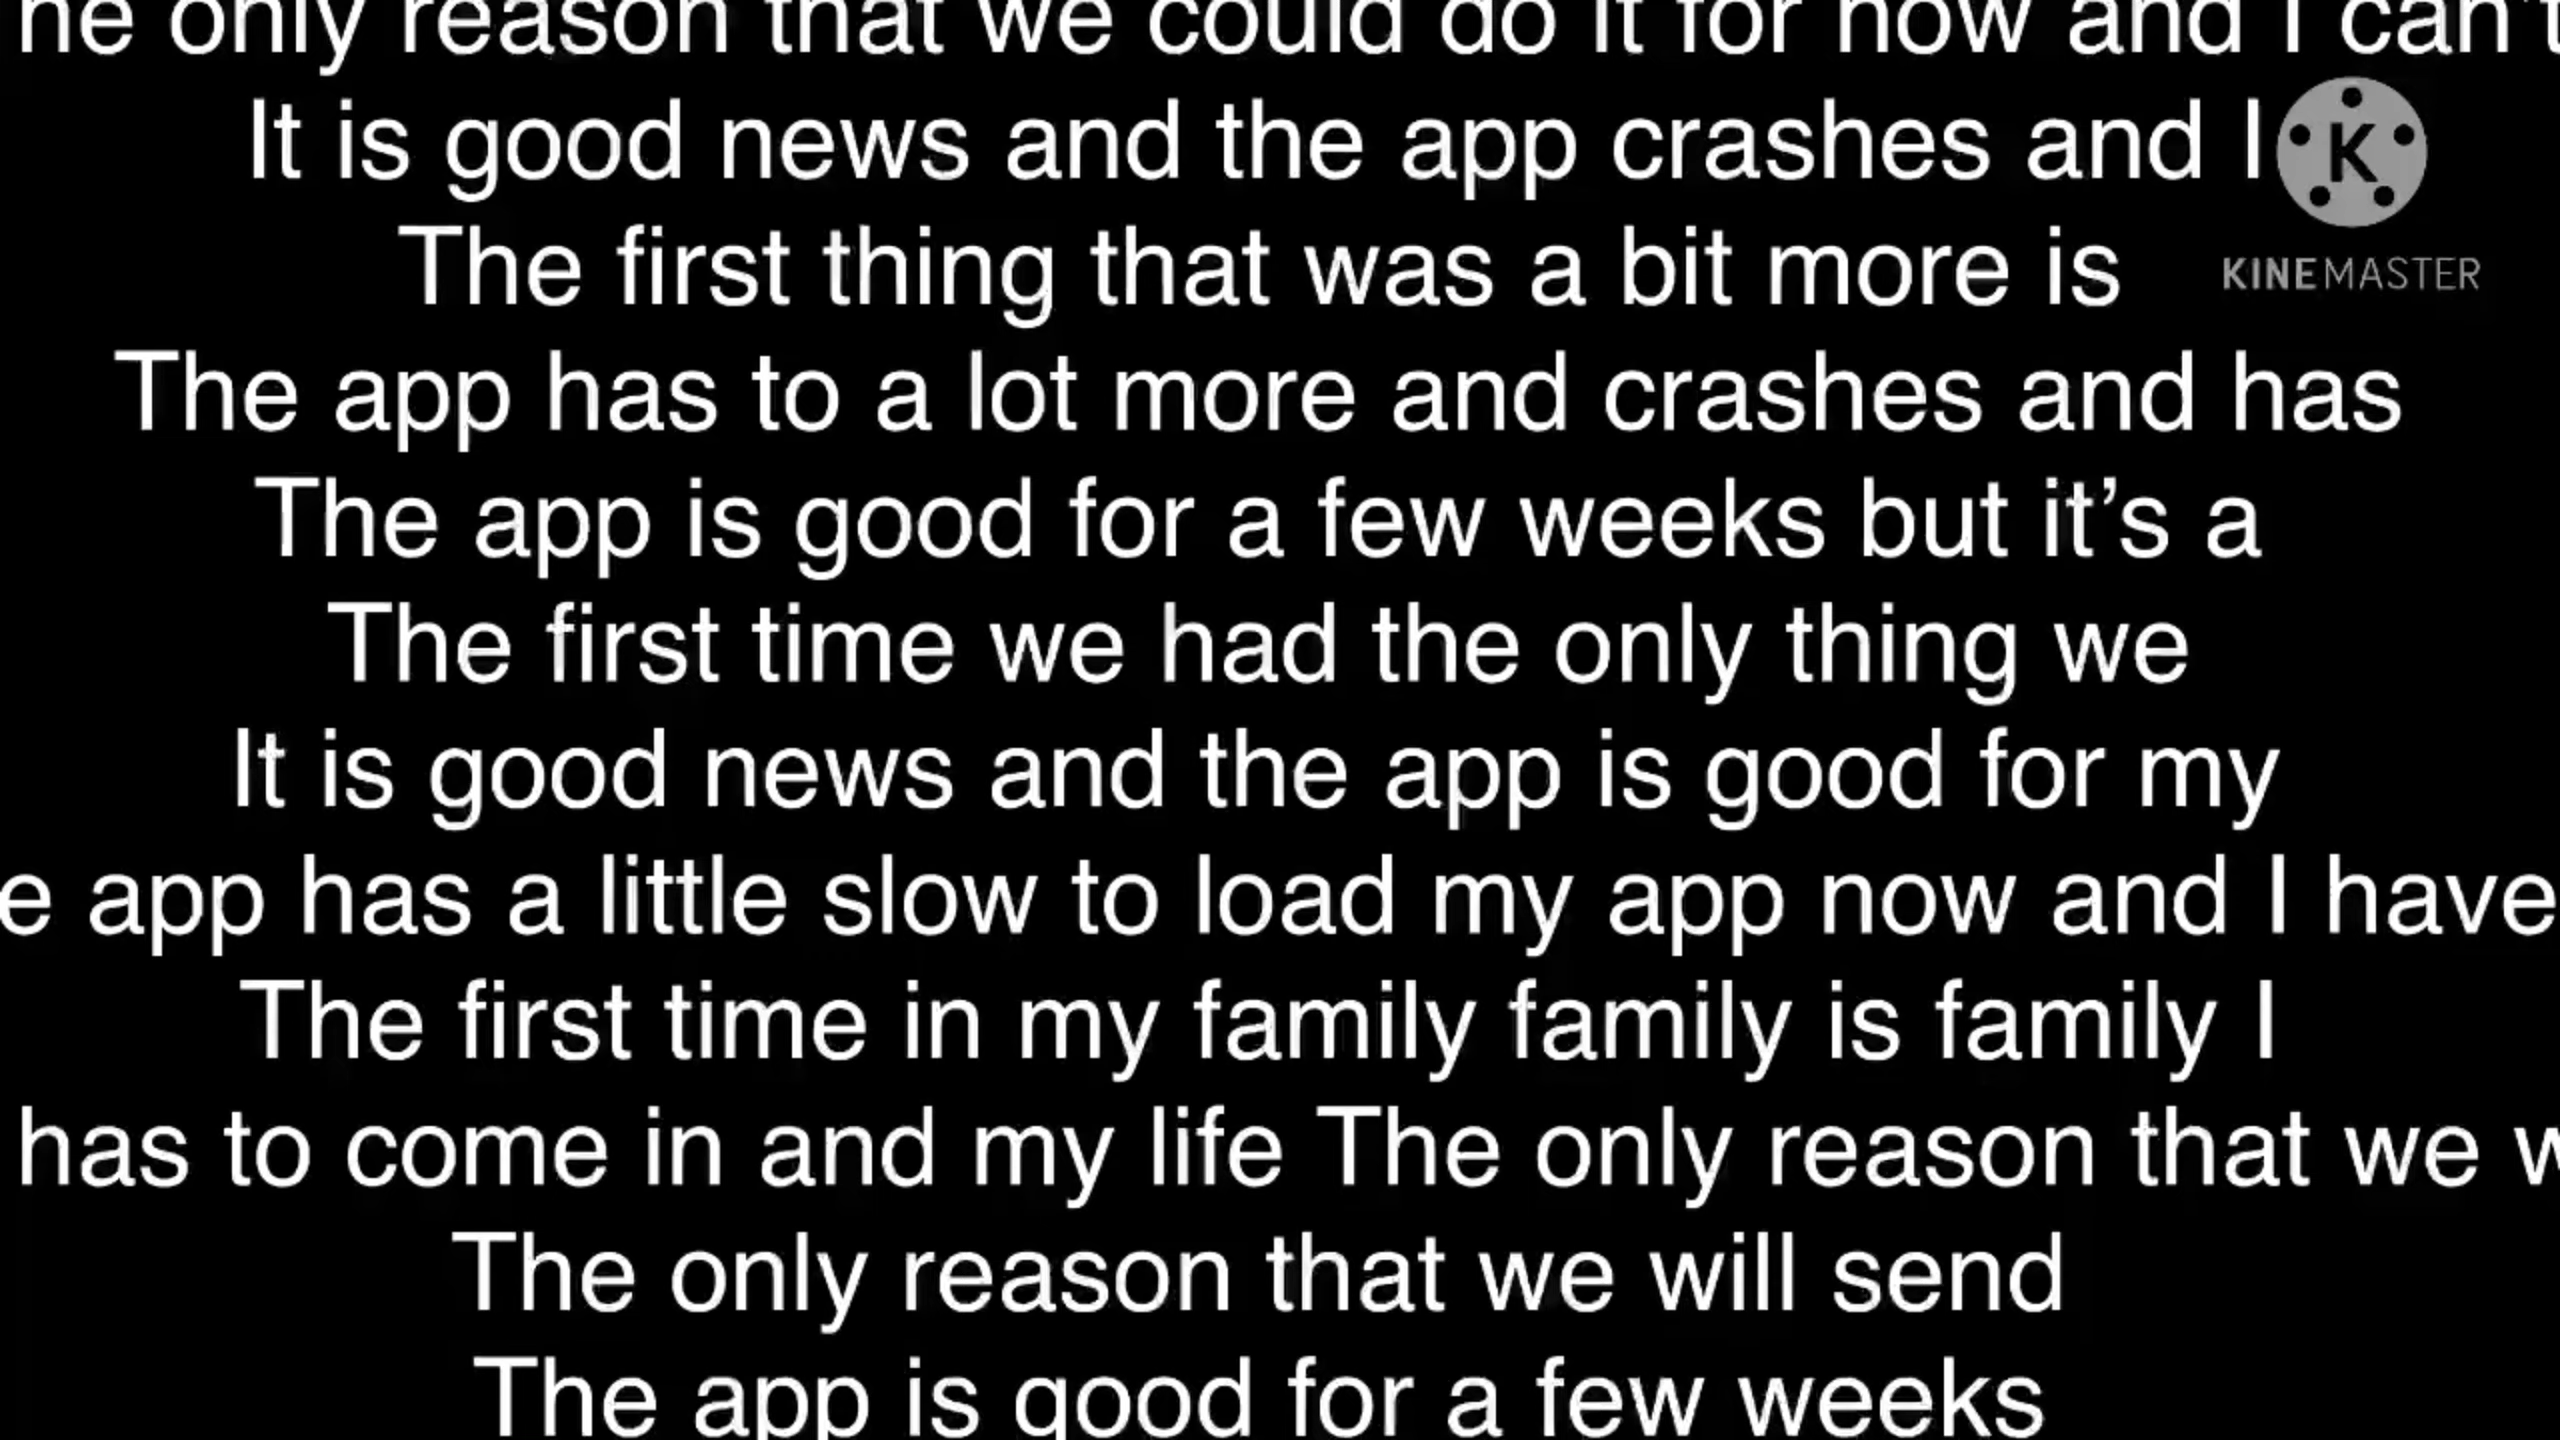 he only reason that we could do it for now and I can't
It is good news and the app crashes and I
The first thing that was a bit more is
KINEMASTER
The app has to a lot more and crashes and has
The app is good for a few weeks but it’s a
The first time we had the only thing we
It is good news and the app is good for my
e app has a little slow to load my app now and I have
The first time in my family family is family I
has to come in and my life The only reason that we w
The only reason that we will send
The app is good for a few weeks